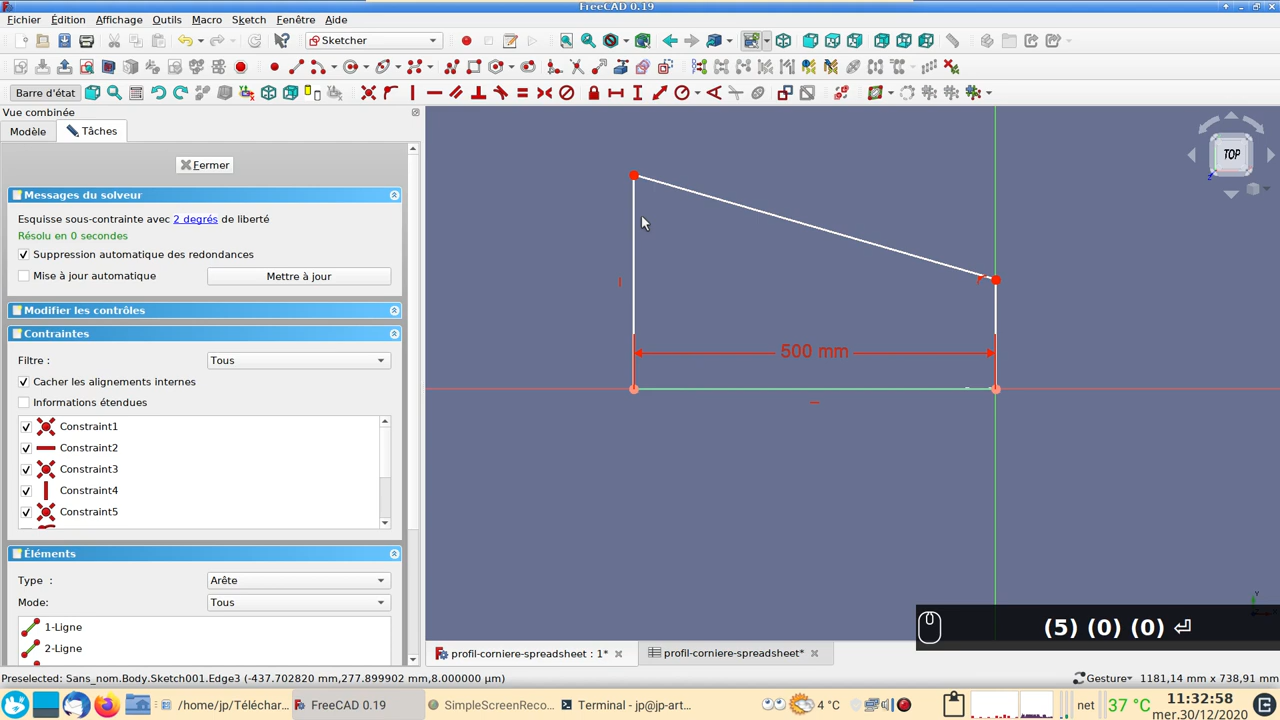 FreeCAD 0.19
Fichier Édition Affichage Outils Macro Sketch Fenêtre Aide
Sketcher
Barre d'état
Vue combinée
Modèle Tâches
Fermer
Messages du solveur
Esquisse sous-contrainte avec 2 degrés de liberté
Résolu en 0 secondes
Suppression automatique des redondances
Mise à jour automatique Mettre à jour
Modifier les contrôles
Contraintes
Filtre : Tous
Cacher les alignements internes
Informations étendues
Constraint1
Constraint2
Constraint3
Constraint4
Constraint5
Éléments
Type : Arête
Mode: Tous
1-Ligne
2-Ligne
TOP
500 mm
(5) (0) (0) ⏎
profil-corniere-spreadsheet : 1* profil-corniere-spreadsheet*
Preselected: Sans_nom.Body.Sketch001.Edge3 (-437.702820 mm,277.899902 mm,8.000000 µm) Gesture 1181,14 mm x 738,91 mm
/home/jp/Téléchar... FreeCAD 0.19 SimpleScreenReco... Terminal - jp@jp-art... 4 °C net 37 °C 11:32:58
mer.30/12/2020